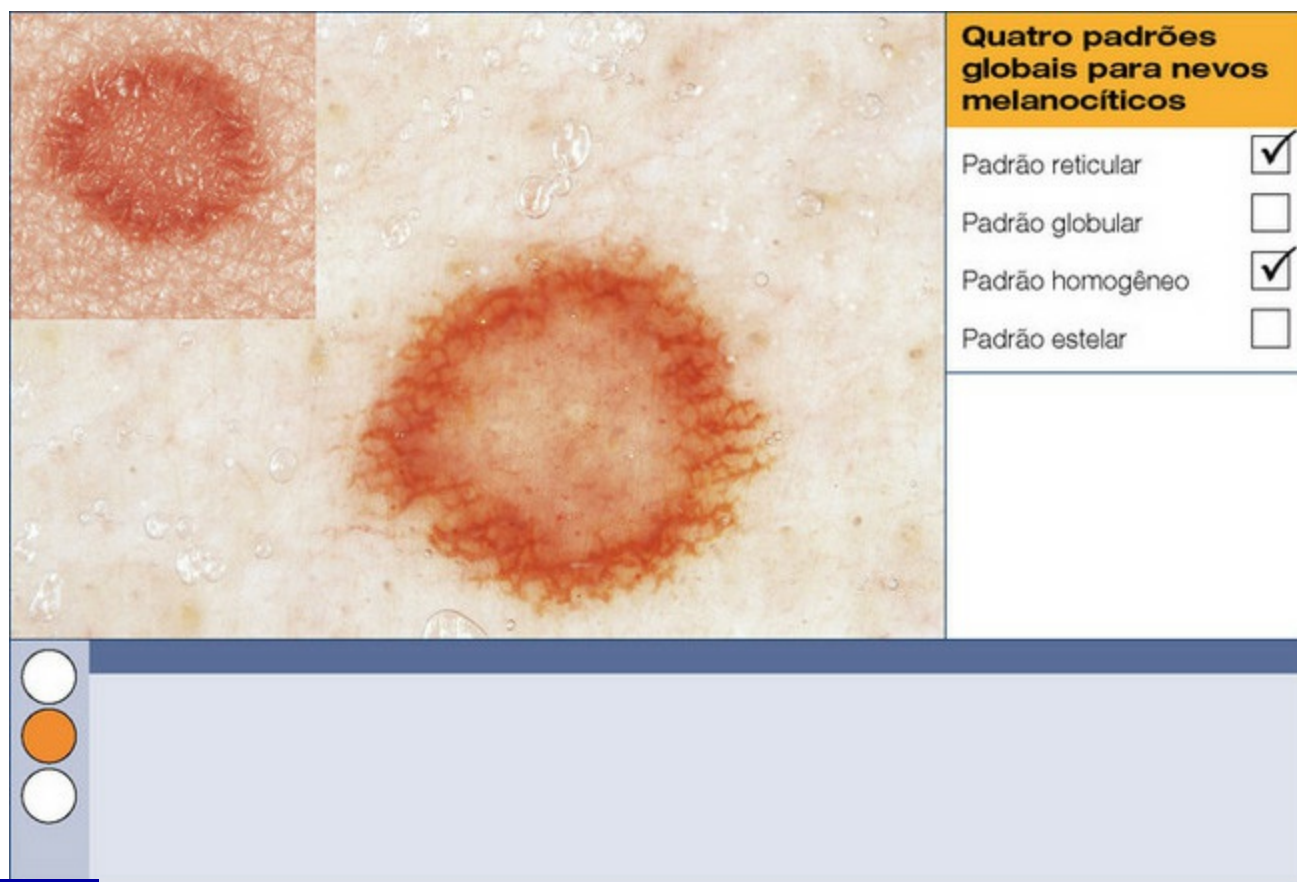 Quatro padrões
globais para nevos
melanocíticos
Padrão reticular
Padrão globular
Padrão homogêneo
Padrão estelar